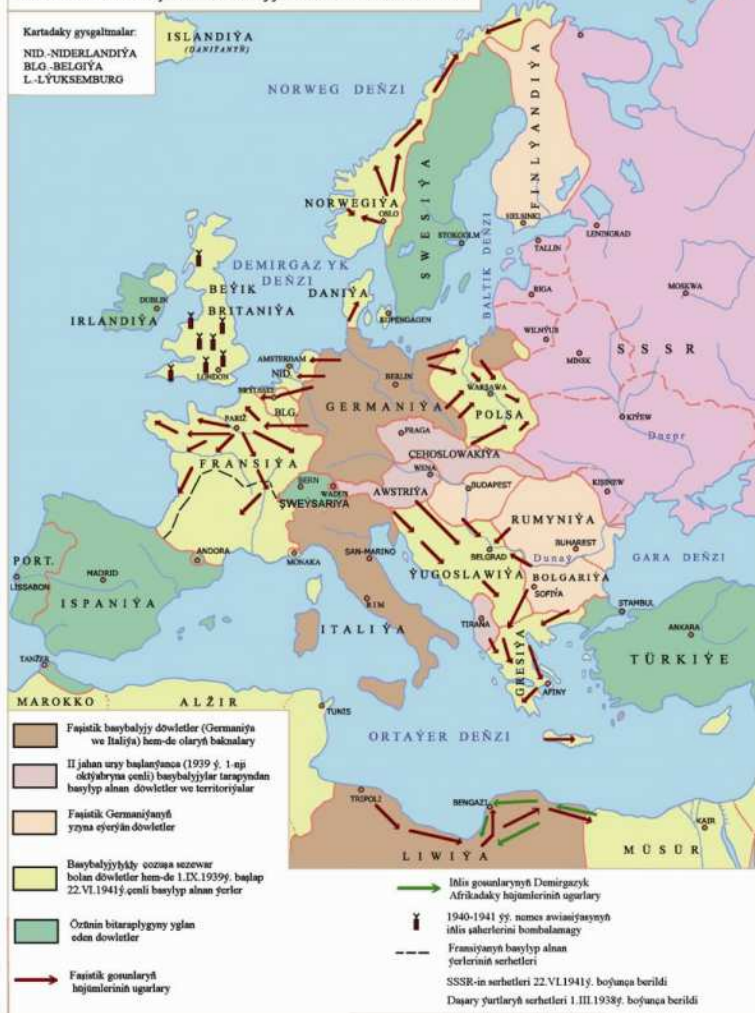 Kartadaky gysgaltmalar:
NID.-NIDERLANDIÝA
BLG.-BELGIÝA
L.-LÝUKSEMBURG
ISLANDIÝA
(DANIÝANYŇ)
NORWEG DEŇZI
NORWEGIÝA
OSLO
SWESIÝA
STOKGOLM
FINLÝANDIÝA
HELSINKI
TALLIN
LENINGRAD
BALTIK DEŇZI
RIGA
MOSKWA
WILNÝUS
MINSK
SSSR
DEMIRGAZYK
DEŇZI
BEÝIK
BRITANIÝA
DUBLIN
IRLANDIÝA
LONDON
DANIÝA
KOPENGAGEN
AMSTERDAM
NID.
BRÝUSSEL
BLG.
BERLIN
GERMANIÝA
WARŞAWA
POLŞA
KIÝEW
Dnepr
PARIŽ
FRANSIÝA
PRAGA
ÇEHOSLOWAKIÝA
WENA
AWSTRIÝA
BERN
WADUS
ŞWEÝSARIÝA
BUDAPEST
KIŞINEW
RUMYNIÝA
BUHAREST
BELGRAD
Dunaý
ÝUGOSLAWIÝA
BOLGARIÝA
SOFIÝA
GARA DEŇZI
PORT.
LISSABON
MADRID
ISPANIÝA
ANDORA
MONAKA
SAN-MARINO
RIM
ITALIÝA
TIRANA
GRESIÝA
AFINY
STAMBUL
ANKARA
TÜRKIÝE
TANŽER
MAROKKO
ALŽIR
TUNIS
ORTAÝER DEŇZI
TRIPOLI
BENGAZI
LIWIÝA
KAIR
MÜSÜR
Faşistik basybalyjy döwletler (Germaniýa
we Italiýa) hem-de olaryň baknalary
II jahan urşy başlanýança (1939 ý. 1-nji
oktýabryna çenli) basybalyjylar tarapyndan
basylyp alnan döwletler we territoriýalar
Faşistik Germaniýanyň
yzyna eýerýän döwletler
çozuşa sezewar
bolan döwletler hem-de 1.IX.1939ý. başlap
22.VI.1941ý. çenli basylyp alnan ýerler
Özüniň bitaraplygyny yglan
eden dowletler
Faşistik goşunlaryň
hüjümleriniň ugurlary
Iňlis goşunlarynyň Demirgazyk
Afrikadaky hüjümleriniň ugurlary
1940-1941 ýý. nemes awiasiýasynyň
iňlis şäherlerini bombalamagy
Fransiýanyň basylyp alnan
ýerleriniň serhetleri
SSSR-iň serhetleri 22.VI.1941ý. boýunça berildi
Daşary ýurtlaryň serhetleri 1.III.1938ý. boýunça berildi